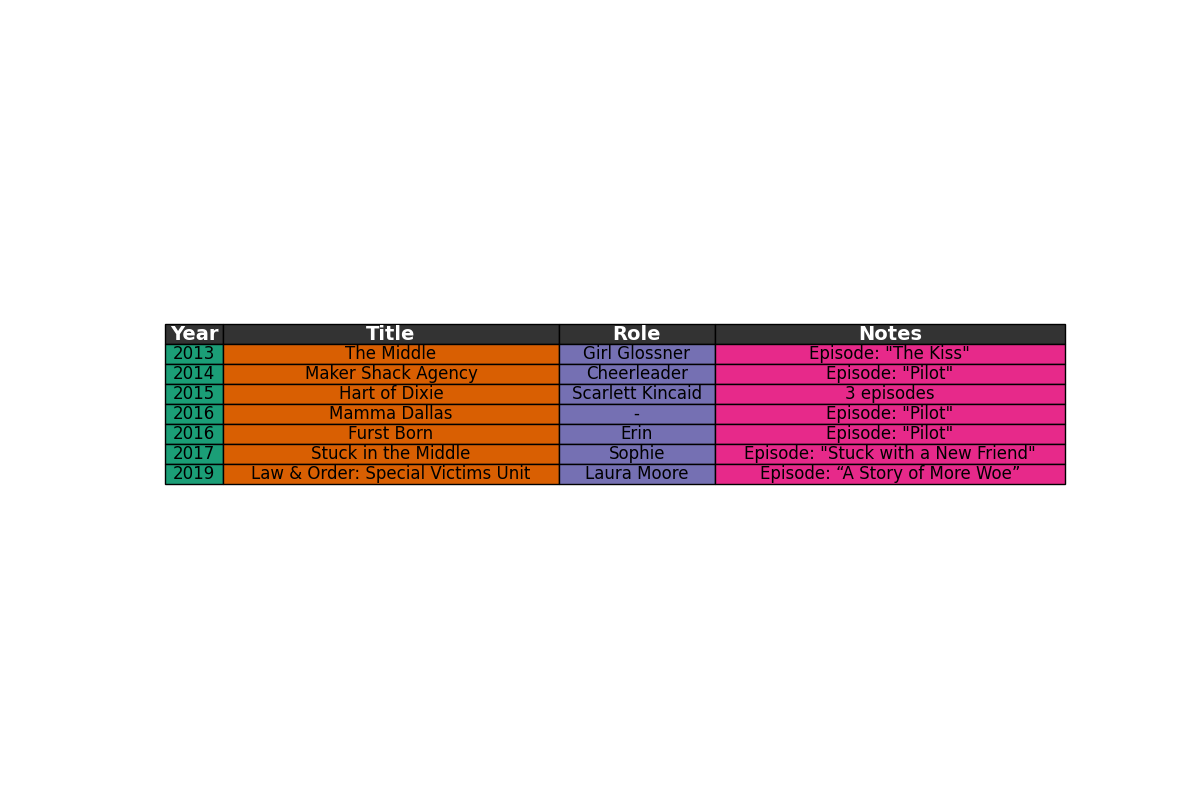 Year Title Role Notes
2013 The Middle Girl Glossner Episode: "The Kiss"
2014 Maker Shack Agency Cheerleader Episode: "Pilot"
2015 Hart of Dixie Scarlett Kincaid 3 episodes
2016 Mamma Dallas - Episode: "Pilot"
2016 Furst Born Erin Episode: "Pilot"
2017 Stuck in the Middle Sophie Episode: "Stuck with a New Friend"
2019 Law & Order: Special Victims Unit Laura Moore Episode: “A Story of More Woe”